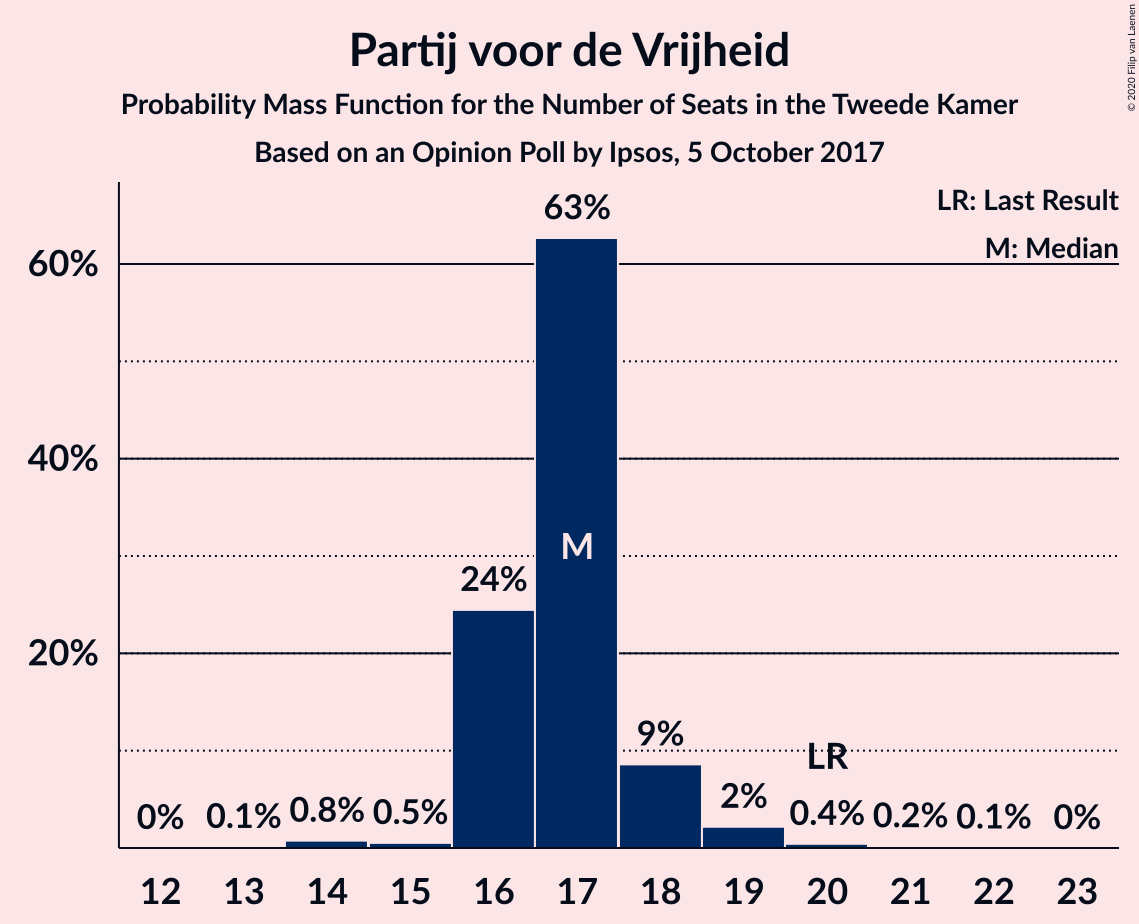 Partij voor de Vrijheid
Probability Mass Function for the Number of Seats in the Tweede Kamer
Based on an Opinion Poll by Ipsos, 5 October 2017
© 2020 Filip van Laenen
LR: Last Result
M: Median
60%
40%
20%
0%
0.1%
0.8%
0.5%
24%
63%
M
9%
2%
LR
0.4%
0.2%
0.1%
0%
12 13 14 15 16 17 18 19 20 21 22 23